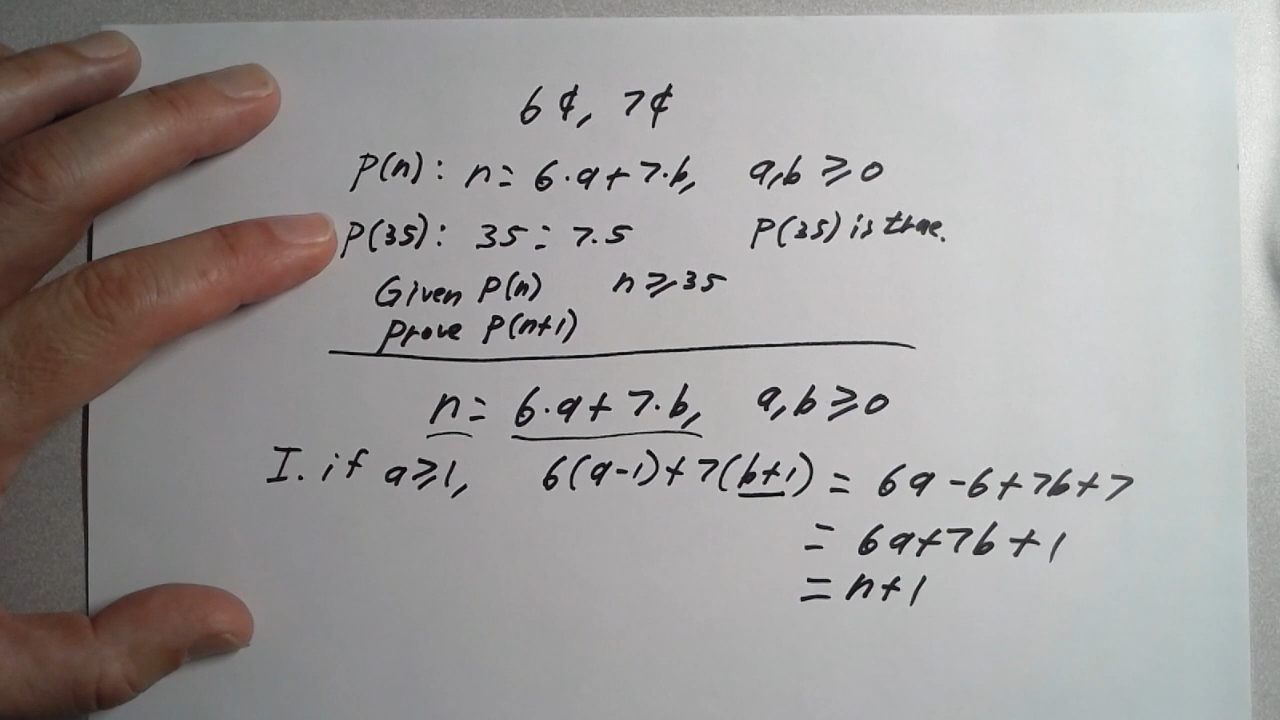 6¢, 7¢
P(n): n = 6·a + 7·b, a,b ≥ 0
P(35): 35 = 7·5 P(35) is true.
Given P(n) n ≥ 35
prove P(n+1)
n = 6·a + 7·b, a,b ≥ 0
I. if a ≥ 1, 6(a-1) + 7(b+1) = 6a - 6 + 7b + 7
= 6a + 7b + 1
= n + 1